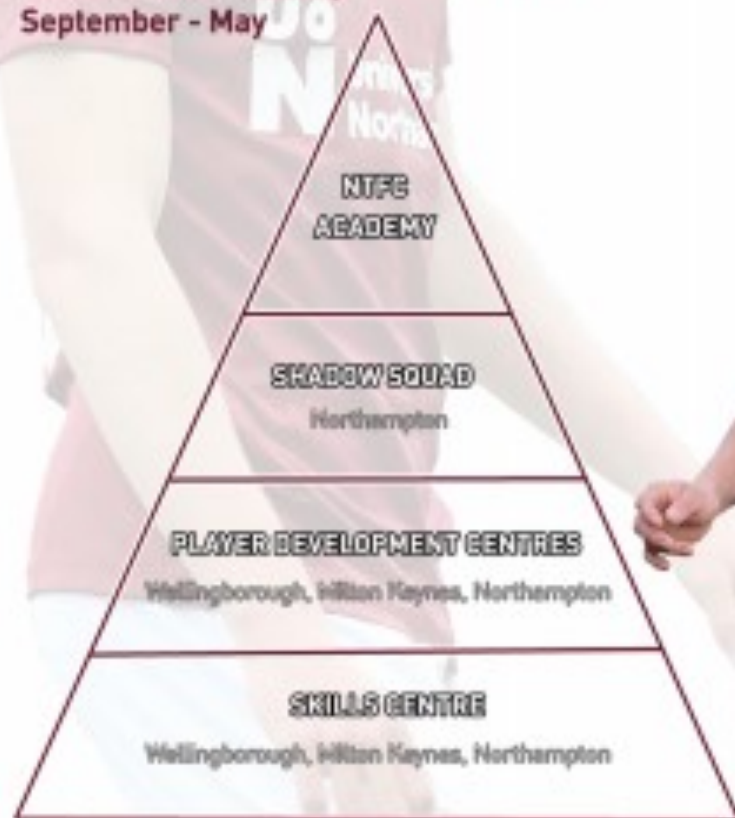 September - May
UoN
NTFC
ACADEMY
SHADOW SQUAD
Northampton
PLAYER DEVELOPMENT CENTRES
Wellingborough, Milton Keynes, Northampton
SKILLS CENTRE
Wellingborough, Milton Keynes, Northampton